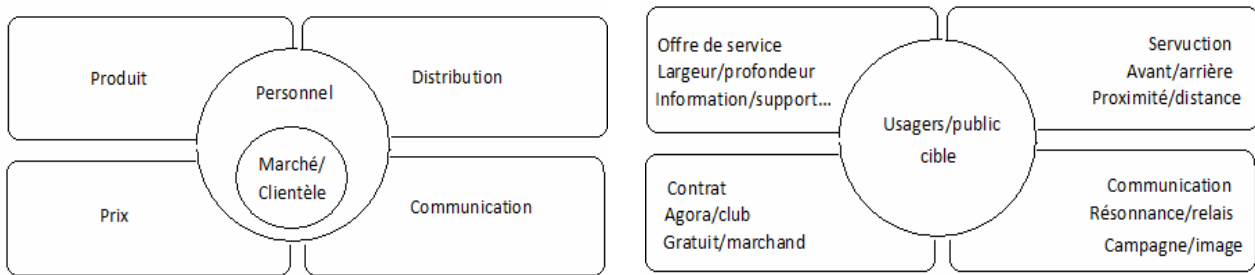 Produit
Distribution
Personnel
Marché/
Clientèle
Prix
Communication
Offre de service
Largeur/profondeur
Information/support...
Servuction
Avant/arrière
Proximité/distance
Usagers/public
cible
Contrat
Agora/club
Gratuit/marchand
Communication
Résonnance/relais
Campagne/image